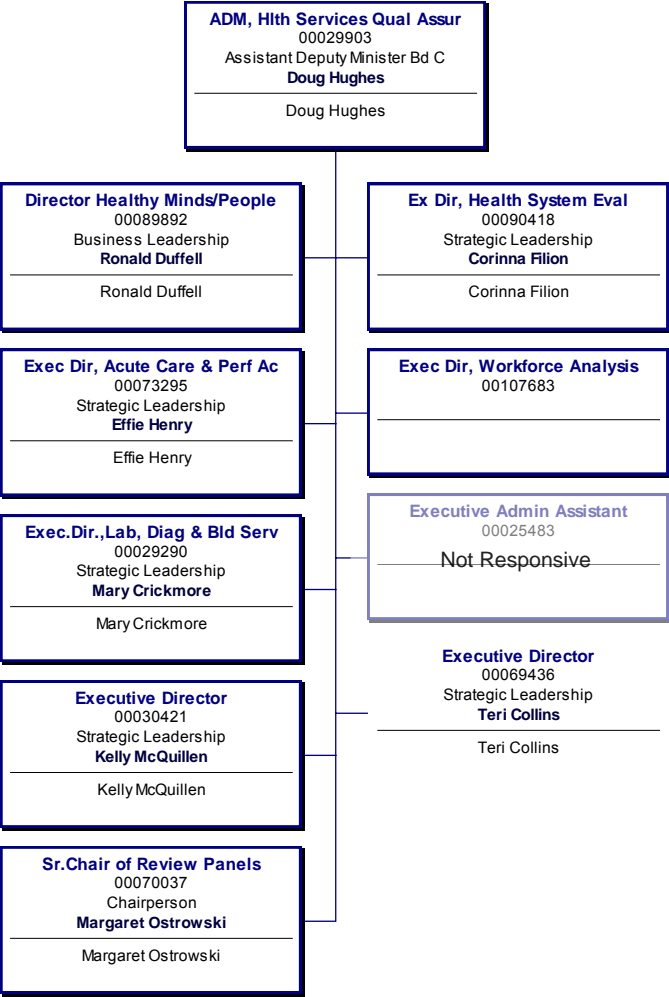 ADM, Hlth Services Qual Assur
00029903
Assistant Deputy Minister Bd C
Doug Hughes
Doug Hughes
Director Healthy Minds/People
00089892
Business Leadership
Ronald Duffell
Ronald Duffell
Ex Dir, Health System Eval
00090418
Strategic Leadership
Corinna Filion
Corinna Filion
Exec Dir, Acute Care & Perf Ac
00073295
Strategic Leadership
Effie Henry
Effie Henry
Exec Dir, Workforce Analysis
00107683
Exec.Dir.,Lab, Diag & Bld Serv
00029290
Strategic Leadership
Mary Crickmore
Mary Crickmore
Executive Admin Assistant
00025483
Not Responsive
Executive Director
00030421
Strategic Leadership
Kelly McQuillen
Kelly McQuillen
Executive Director
00069436
Strategic Leadership
Teri Collins
Teri Collins
Sr.Chair of Review Panels
00070037
Chairperson
Margaret Ostrowski
Margaret Ostrowski